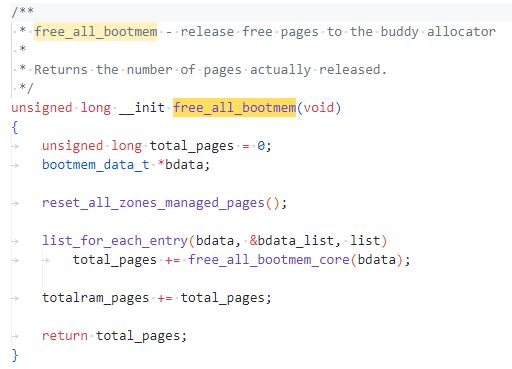 /**
 * free_all_bootmem - release free pages to the buddy allocator
 *
 * Returns the number of pages actually released.
 */
unsigned long __init free_all_bootmem(void)
{
	unsigned long total_pages = 0;
	bootmem_data_t *bdata;

	reset_all_zones_managed_pages();

	list_for_each_entry(bdata, &bdata_list, list)
		total_pages += free_all_bootmem_core(bdata);

	totalram_pages += total_pages;

	return total_pages;
}